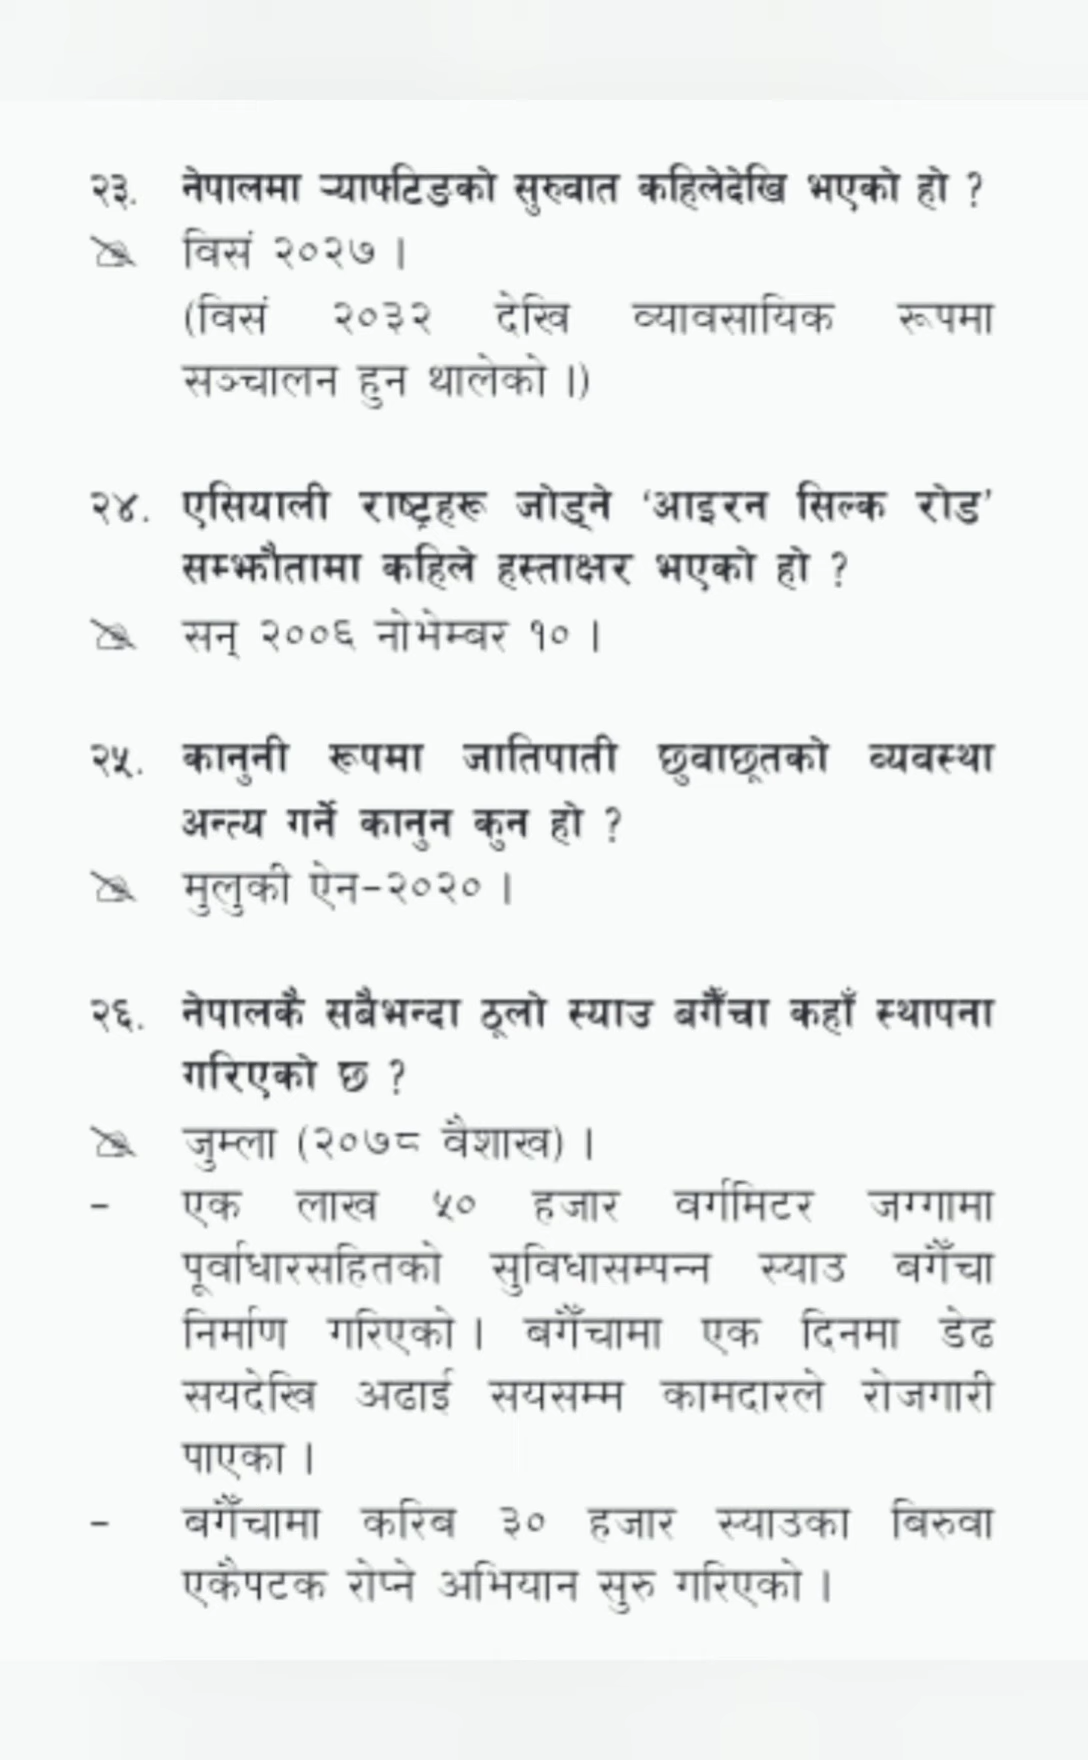 २३. नेपालमा र्‍याफ्टिङको सुरुवात कहिलेदेखि भएको हो ?
विसं २०२७ ।
(विसं २०३२ देखि व्यावसायिक रूपमा
सञ्चालन हुन थालेको ।)
२४. एसियाली राष्ट्रहरू जोड्ने ‘आइरन सिल्क रोड’
सम्झौतामा कहिले हस्ताक्षर भएको हो ?
सन् २००६ नोभेम्बर १० ।
२५. कानुनी रूपमा जातिपाती छुवाछूतको व्यवस्था
अन्त्य गर्ने कानुन कुन हो ?
मुलुकी ऐन-२०२० ।
२६. नेपालकै सबैभन्दा ठूलो स्याउ बगैँचा कहाँ स्थापना
गरिएको छ ?
जुम्ला (२०७८ वैशाख) ।
- एक लाख ५० हजार वर्गमिटर जग्गामा
पूर्वाधारसहितको सुविधासम्पन्न स्याउ बगैँचा
निर्माण गरिएको । बगैँचामा एक दिनमा डेढ
सयदेखि अढाई सयसम्म कामदारले रोजगारी
पाएका ।
- बगैँचामा करिब ३० हजार स्याउका बिरुवा
एकैपटक रोप्ने अभियान सुरु गरिएको ।